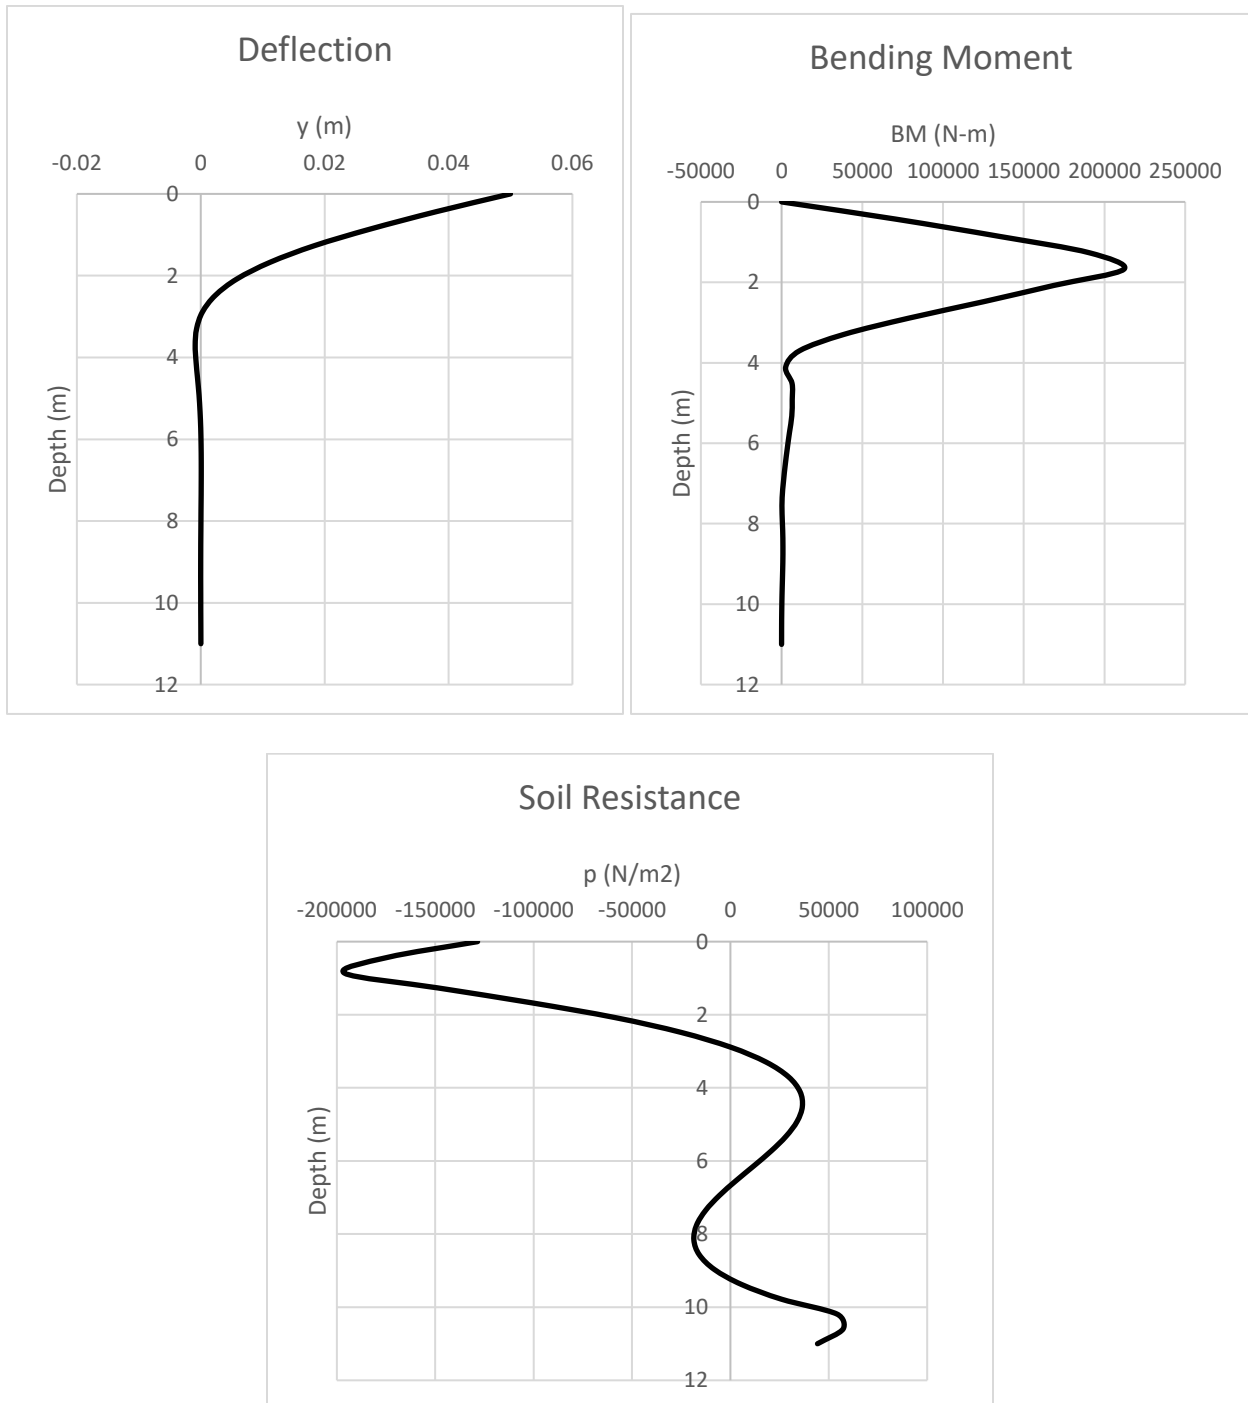 Deflection
y (m)
-0.02 0 0.02 0.04 0.06
0
2
4
6
8
10
12
Depth (m)
Bending Moment
BM (N-m)
-50000 0 50000 100000 150000 200000 250000
0
2
4
6
8
10
12
Depth (m)
Soil Resistance
p (N/m2)
-200000 -150000 -100000 -50000 0 50000 100000
0
2
4
6
8
10
12
Depth (m)